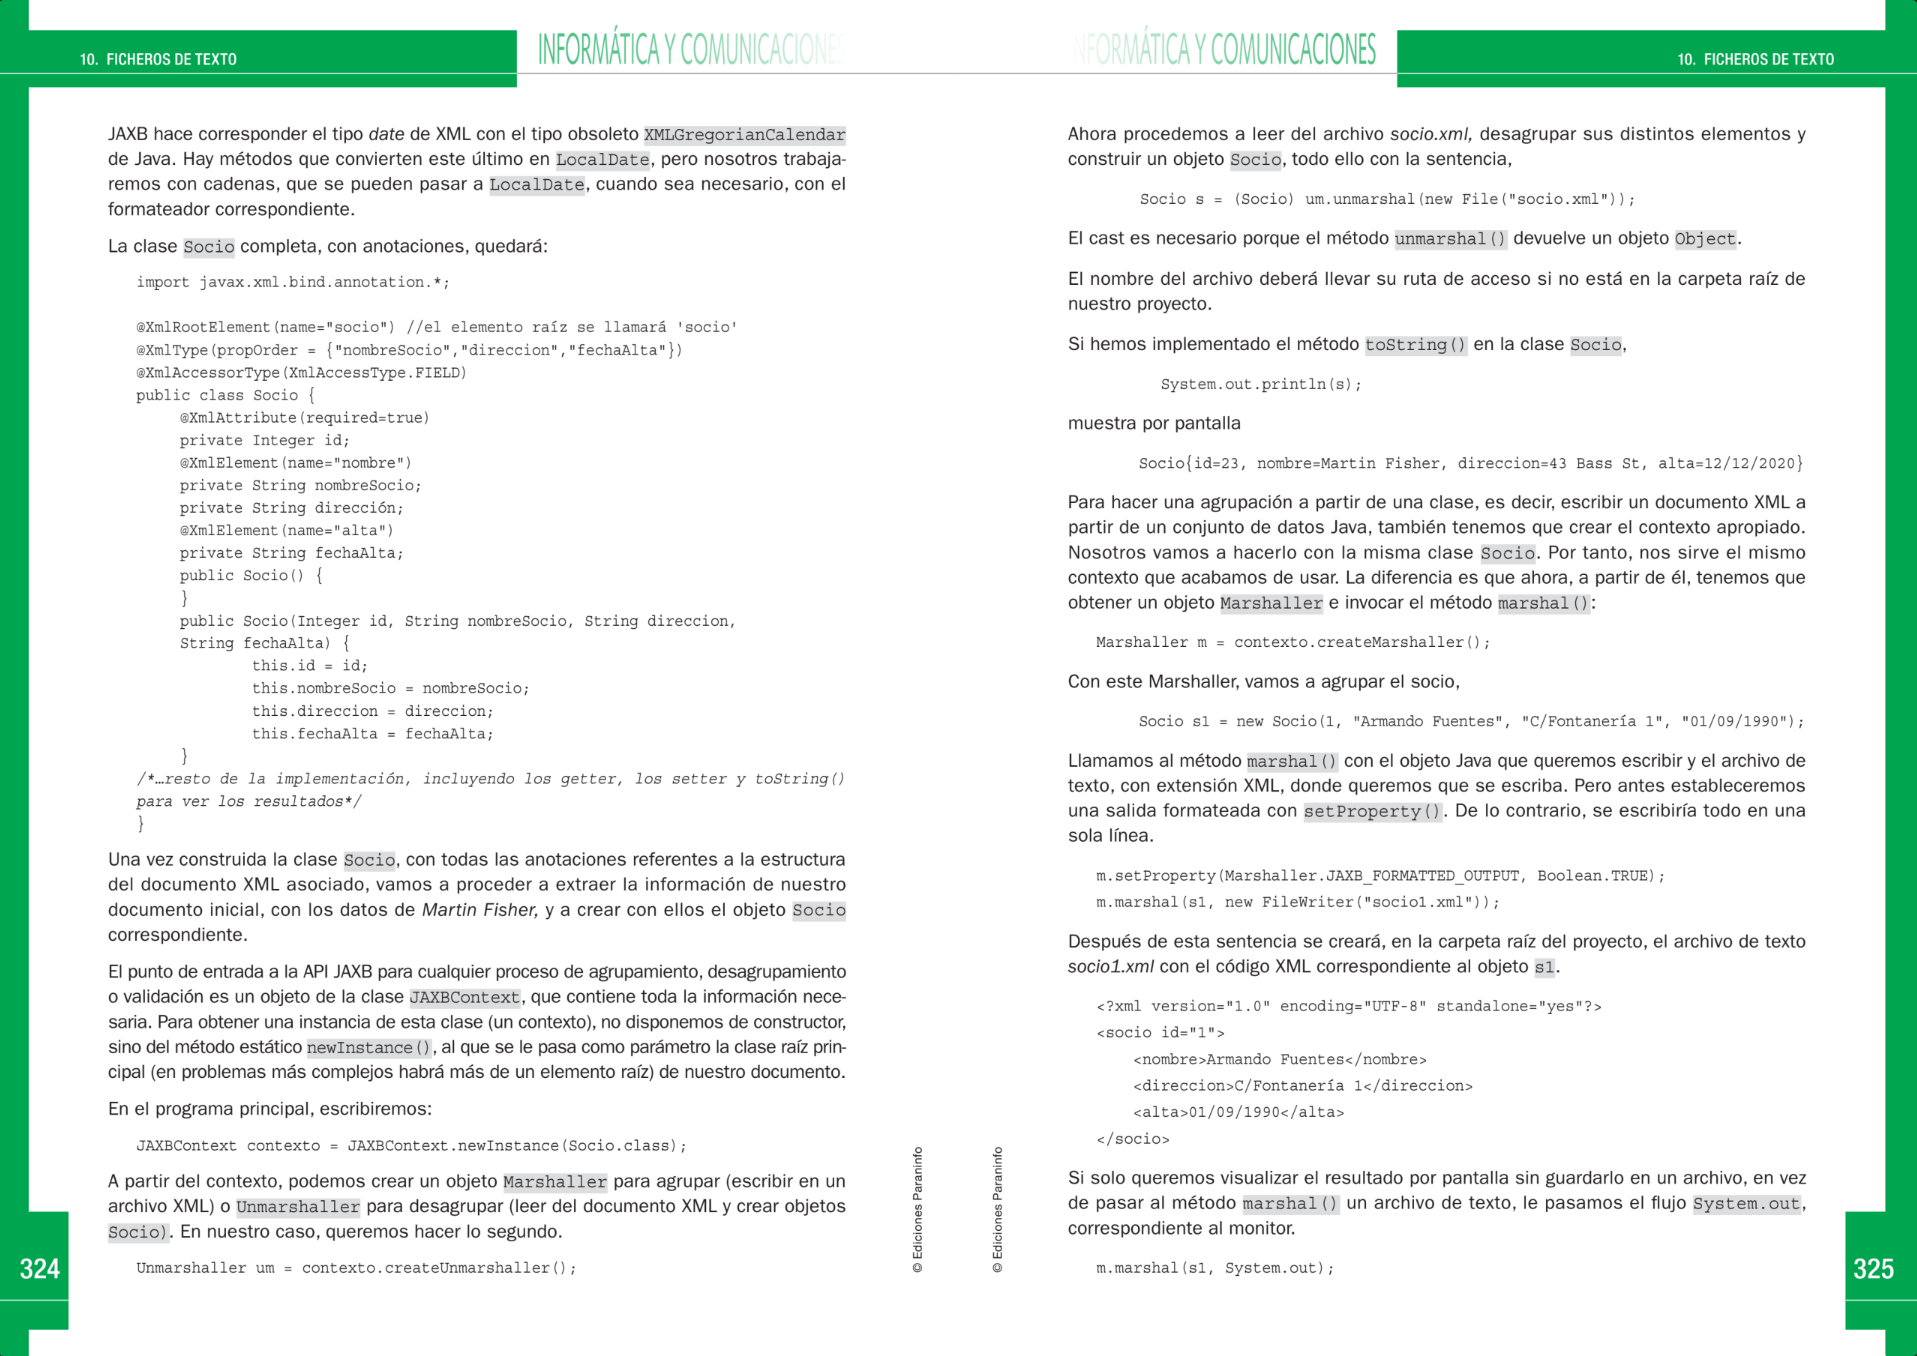 10. FICHEROS DE TEXTO
INFORMÁTICA Y COMUNICACIONES
JAXB hace corresponder el tipo date de XML con el tipo obsoleto XMLGregorianCalendar
de Java. Hay métodos que convierten este último en LocalDate, pero nosotros trabaja-
remos con cadenas, que se pueden pasar a LocalDate, cuando sea necesario, con el
formateador correspondiente.
La clase Socio completa, con anotaciones, quedará:
import javax.xml.bind.annotation.*;
@XmlRootElement(name="socio") //el elemento raíz se llamará 'socio'
@XmlType(propOrder = {"nombreSocio","direccion","fechaAlta"})
@XmlAccessorType(XmlAccessType.FIELD)
public class Socio {
@XmlAttribute(required=true)
private Integer id;
@XmlElement(name="nombre")
private String nombreSocio;
private String dirección;
@XmlElement(name="alta")
private String fechaAlta;
public Socio() {
}
public Socio(Integer id, String nombreSocio, String direccion,
String fechaAlta) {
this.id = id;
this.nombreSocio = nombreSocio;
this.direccion = direccion;
this.fechaAlta = fechaAlta;
}
/*…resto de la implementación, incluyendo los getter, los setter y toString()
para ver los resultados*/
}
Una vez construida la clase Socio, con todas las anotaciones referentes a la estructura
del documento XML asociado, vamos a proceder a extraer la información de nuestro
documento inicial, con los datos de Martin Fisher, y a crear con ellos el objeto Socio
correspondiente.
El punto de entrada a la API JAXB para cualquier proceso de agrupamiento, desagrupamiento
o validación es un objeto de la clase JAXBContext, que contiene toda la información nece-
saria. Para obtener una instancia de esta clase (un contexto), no disponemos de constructor,
sino del método estático newInstance(), al que se le pasa como parámetro la clase raíz prin-
cipal (en problemas más complejos habrá más de un elemento raíz) de nuestro documento.
En el programa principal, escribiremos:
JAXBContext contexto = JAXBContext.newInstance(Socio.class);
A partir del contexto, podemos crear un objeto Marshaller para agrupar (escribir en un
archivo XML) o Unmarshaller para desagrupar (leer del documento XML y crear objetos
Socio). En nuestro caso, queremos hacer lo segundo.
Unmarshaller um = contexto.createUnmarshaller();
324
© Ediciones Paraninfo
INFORMÁTICA Y COMUNICACIONES
10. FICHEROS DE TEXTO
Ahora procedemos a leer del archivo socio.xml, desagrupar sus distintos elementos y
construir un objeto Socio, todo ello con la sentencia,
Socio s = (Socio) um.unmarshal(new File("socio.xml"));
El cast es necesario porque el método unmarshal() devuelve un objeto Object.
El nombre del archivo deberá llevar su ruta de acceso si no está en la carpeta raíz de
nuestro proyecto.
Si hemos implementado el método toString() en la clase Socio,
System.out.println(s);
muestra por pantalla
Socio{id=23, nombre=Martin Fisher, direccion=43 Bass St, alta=12/12/2020}
Para hacer una agrupación a partir de una clase, es decir, escribir un documento XML a
partir de un conjunto de datos Java, también tenemos que crear el contexto apropiado.
Nosotros vamos a hacerlo con la misma clase Socio. Por tanto, nos sirve el mismo
contexto que acabamos de usar. La diferencia es que ahora, a partir de él, tenemos que
obtener un objeto Marshaller e invocar el método marshal():
Marshaller m = contexto.createMarshaller();
Con este Marshaller, vamos a agrupar el socio,
Socio s1 = new Socio(1, "Armando Fuentes", "C/Fontanería 1", "01/09/1990");
Llamamos al método marshal() con el objeto Java que queremos escribir y el archivo de
texto, con extensión XML, donde queremos que se escriba. Pero antes estableceremos
una salida formateada con setProperty(). De lo contrario, se escribiría todo en una
sola línea.
m.setProperty(Marshaller.JAXB_FORMATTED_OUTPUT, Boolean.TRUE);
m.marshal(s1, new FileWriter("socio1.xml"));
Después de esta sentencia se creará, en la carpeta raíz del proyecto, el archivo de texto
socio1.xml con el código XML correspondiente al objeto s1.
<?xml version="1.0" encoding="UTF-8" standalone="yes"?>
<socio id="1">
<nombre>Armando Fuentes</nombre>
<direccion>C/Fontanería 1</direccion>
<alta>01/09/1990</alta>
</socio>
Si solo queremos visualizar el resultado por pantalla sin guardarlo en un archivo, en vez
de pasar al método marshal() un archivo de texto, le pasamos el flujo System.out,
correspondiente al monitor.
m.marshal(s1, System.out);
© Ediciones Paraninfo
325